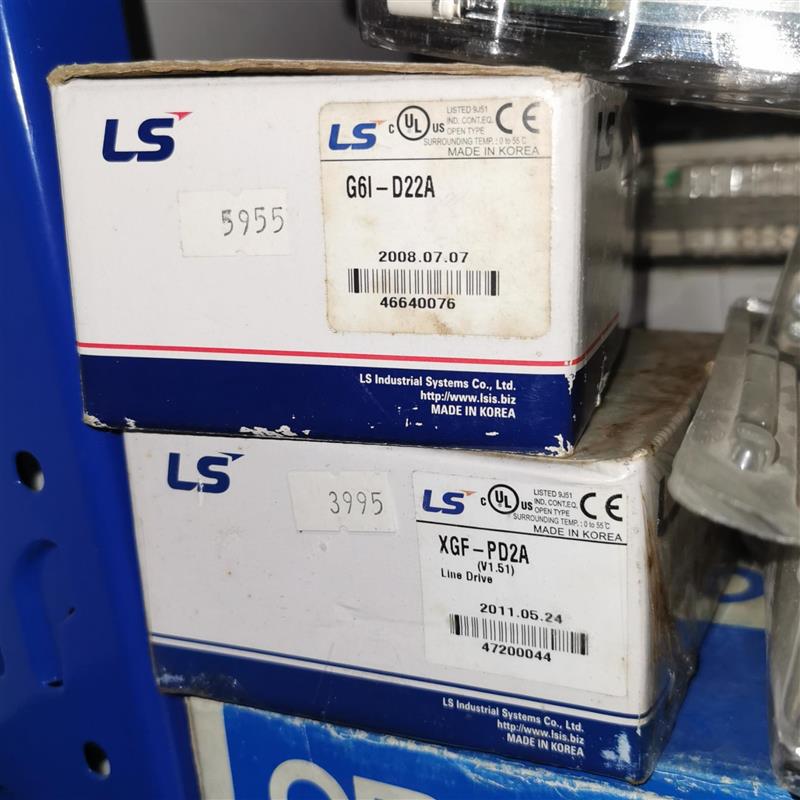 LS
5955
LS
c UL US
LISTED 9J51
IND. CONT.EQ.
OPEN TYPE
SURROUNDING TEMP. : 0 to 55°C
CE
MADE IN KOREA
G6I-D22A
2008.07.07
46640076
LS Industrial Systems Co., Ltd.
http://www.lsis.biz
MADE IN KOREA
LS
LS
3995
LS
c UL US
LISTED 9J51
IND. CONT.EQ.
OPEN TYPE
SURROUNDING TEMP. : 0 to 55°C
CE
MADE IN KOREA
XGF-PD2A
(V1.51)
Line Drive
2011.05.24
47200044
LS Industrial Systems Co., Ltd.
http://www.lsis.biz
MADE IN KOREA